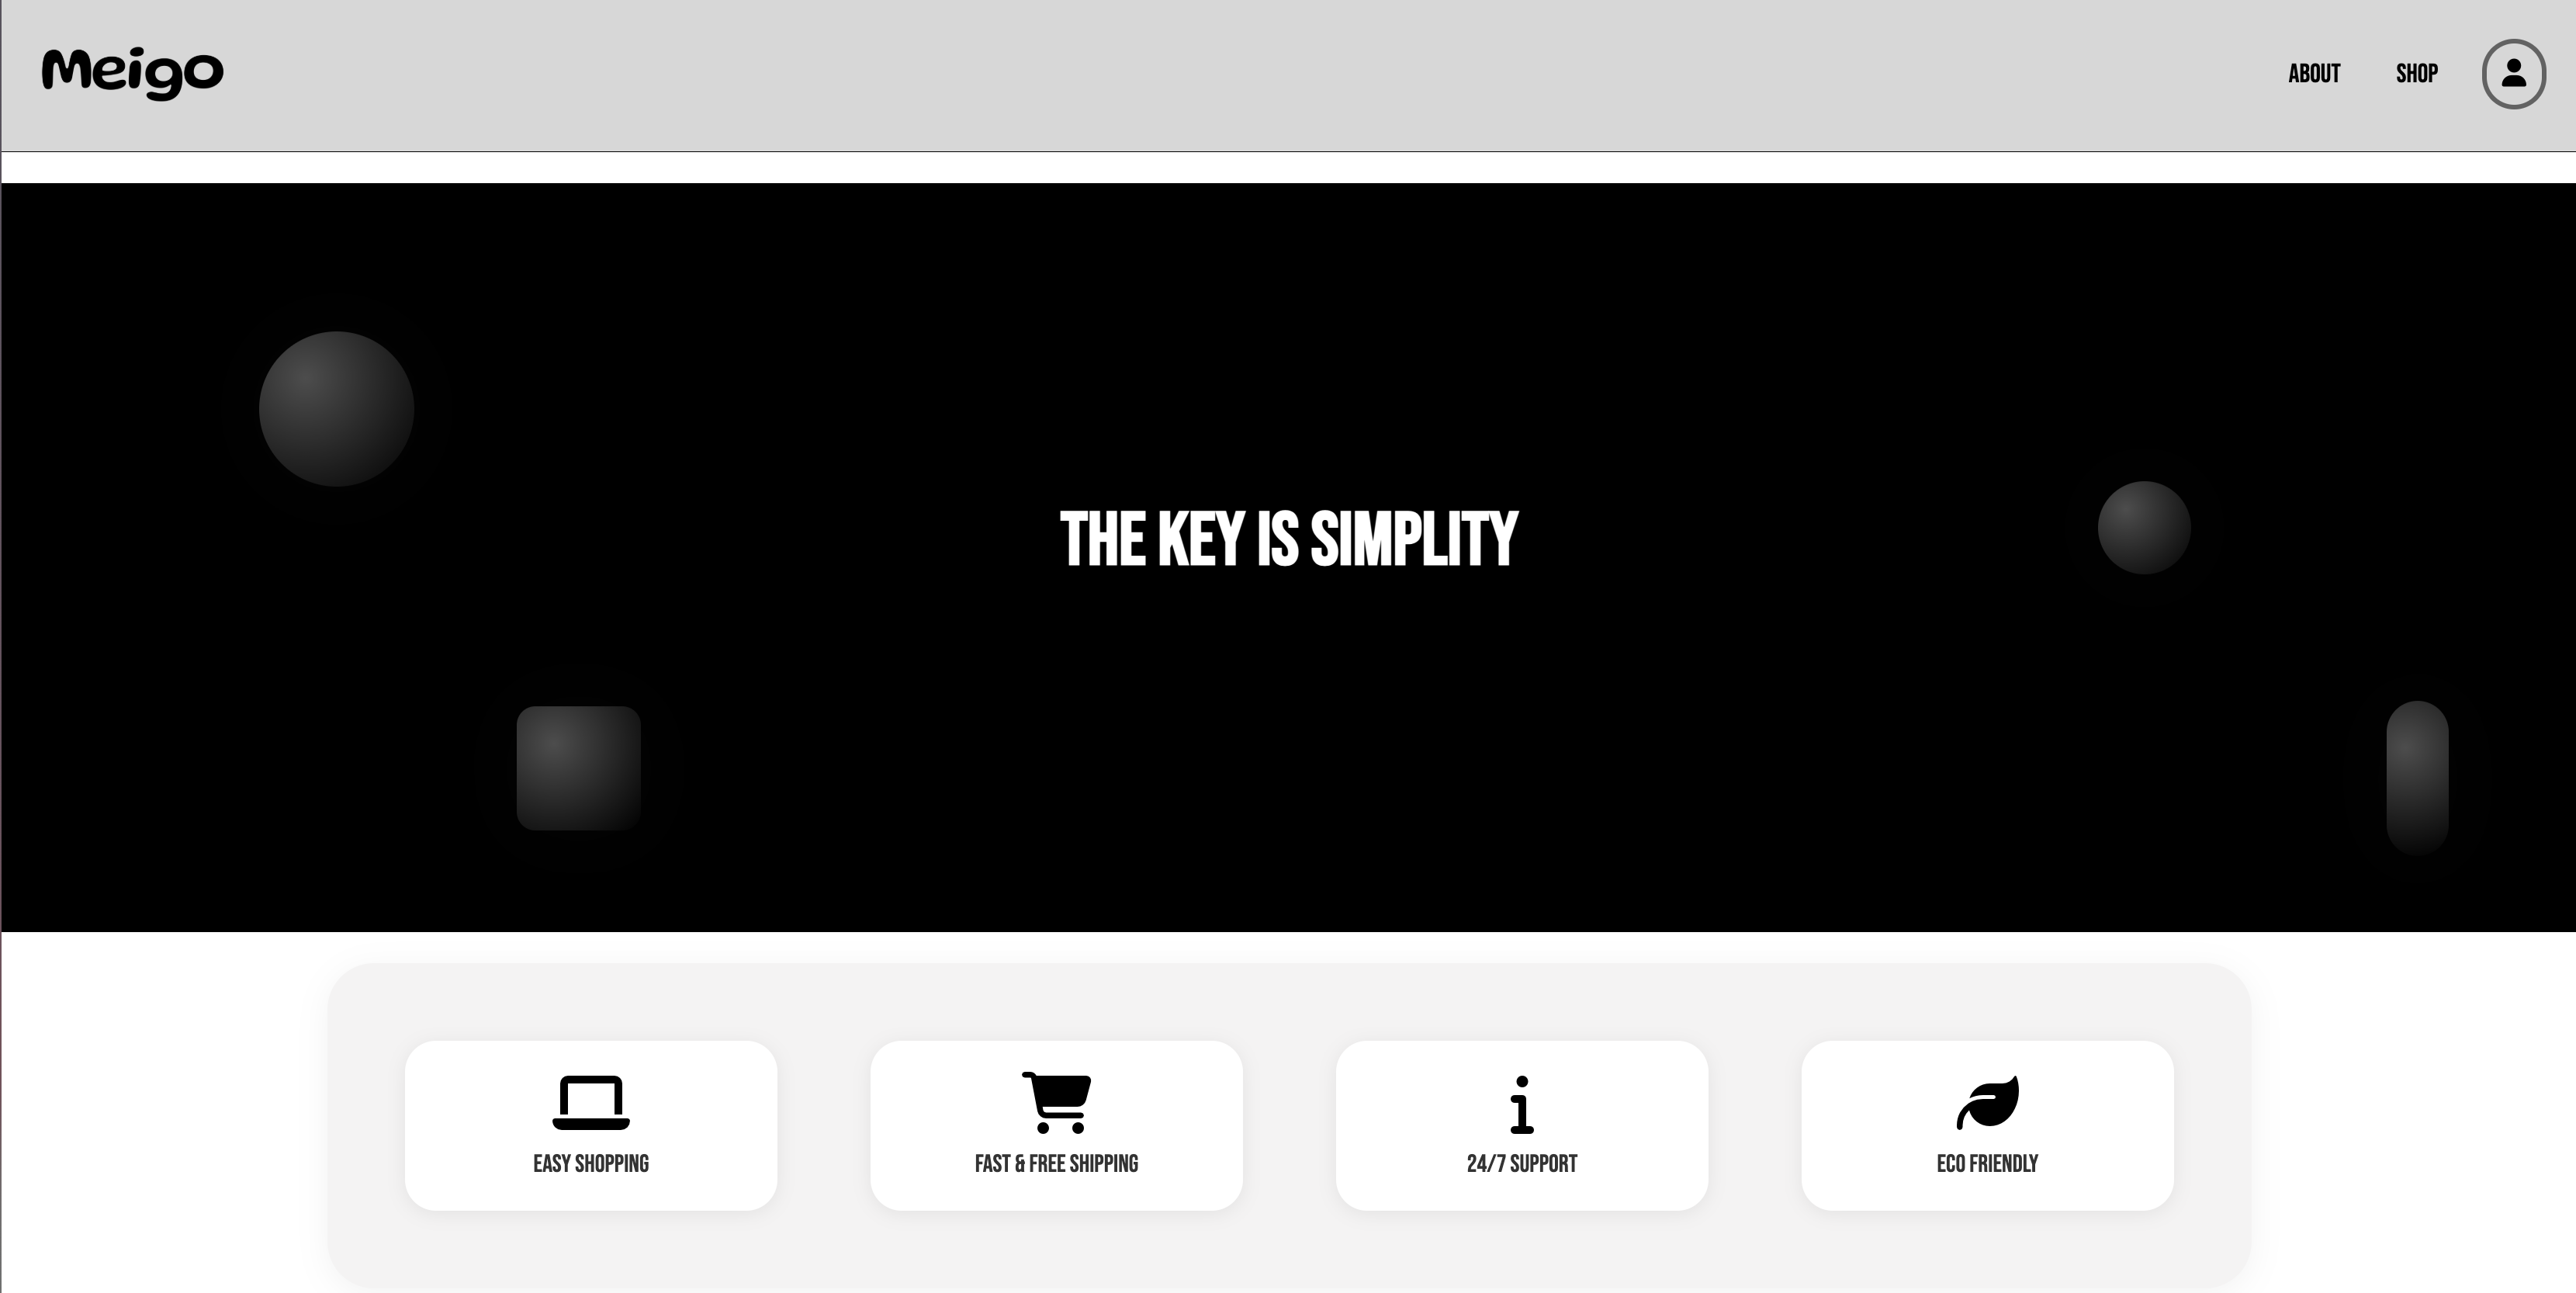 Meigo
ABOUT
SHOP
THE KEY IS SIMPLITY
EASY SHOPPING
FAST & FREE SHIPPING
24/7 SUPPORT
ECO FRIENDLY